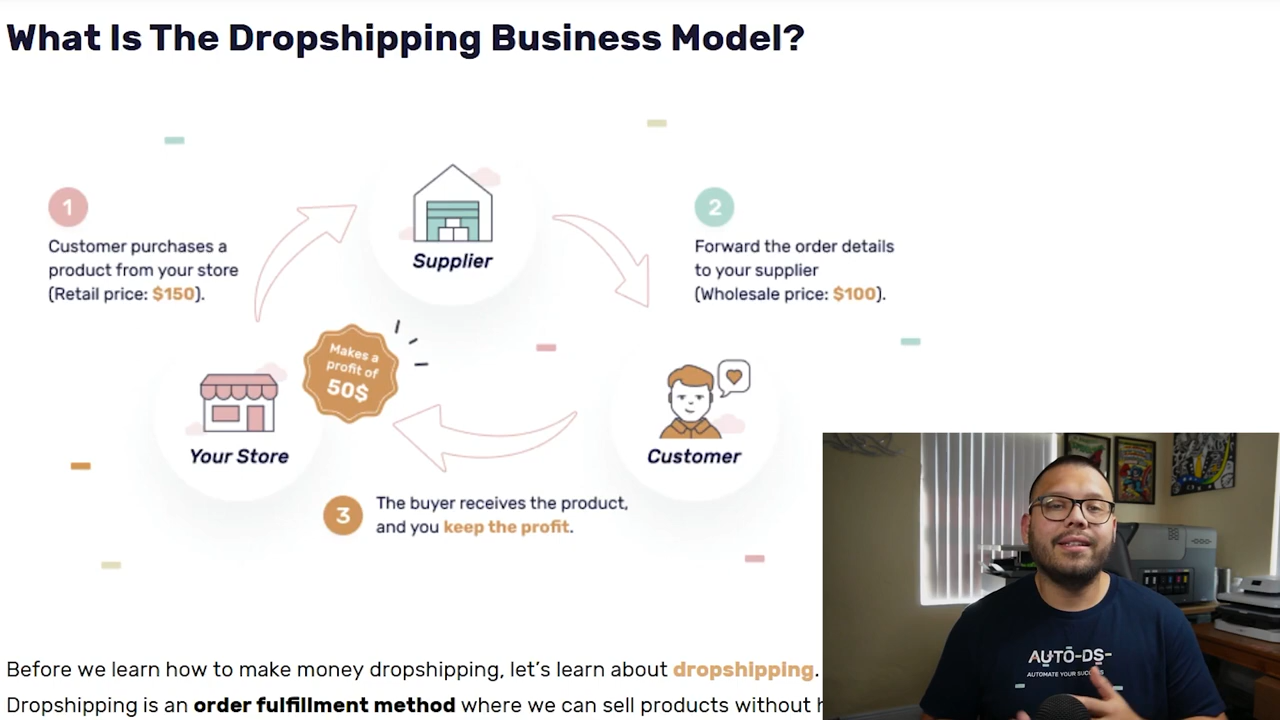 What Is The Dropshipping Business Model?
1
Customer purchases a
product from your store
(Retail price: $150).
Supplier
2
Forward the order details
to your supplier
(Wholesale price: $100).
Makes a
profit of
50$
Your Store
Customer
3
The buyer receives the product,
and you keep the profit.
AUTO-DS-
AUTOMATE YOUR SUCCESS
Before we learn how to make money dropshipping, let's learn about dropshipping.
Dropshipping is an order fulfillment method where we can sell products without